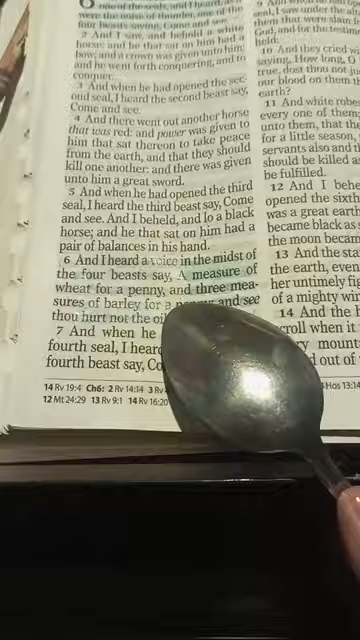 of the seals, and I heard, as
were the noise of thunder, one of the
four beasts saying, Come and see.
2 And I saw, and behold a white
horse: and he that sat on him had a
bow; and a crown was given unto him:
and he went forth conquering, and to
conquer.
3 And when he had opened the sec-
ond seal, I heard the second beast say,
Come and see.
4 And there went out another horse
that was red: and power was given to
him that sat thereon to take peace
from the earth, and that they should
kill one another: and there was given
unto him a great sword.
5 And when he had opened the third
seal, I heard the third beast say, Come
and see. And I beheld, and lo a black
horse; and he that sat on him had a
pair of balances in his hand.
6 And I heard a voice in the midst of
the four beasts say, A measure of
wheat for a penny, and three mea-
sures of barley for a penny; and see
thou hurt not the oil
7 And when he
fourth seal, I heard
fourth beast say, Co
14 Rv 19:4 Ch6: 2 Rv 14:14 3 Rv
12 Mt 24:29 13 Rv 9:1 14 Rv 16:20
God, and for the
held:
10 And they cried w
saying, How long, O
true, dost thou not ju
our blood on them th
earth?
11 And white robes
every one of them;
unto them, that th
for a little season,
servants also and th
should be killed as
be fulfilled.
12 And I behe
opened the sixth
was a great earth
became black as s
the moon becam
13 And the sta
the earth, even
her untimely fig
of a mighty wi
14 And the h
scroll when it
ry mount
d out of
Hos 13:14